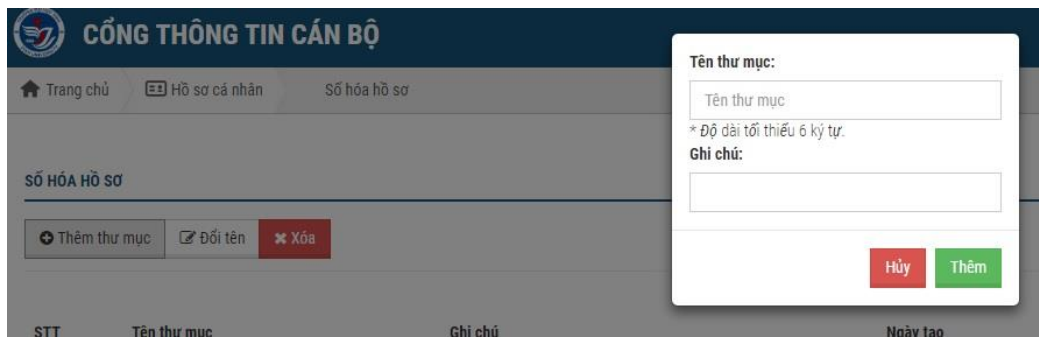 CỔNG THÔNG TIN CÁN BỘ
Trang chủ Hồ sơ cá nhân Số hóa hồ sơ
SỐ HÓA HỒ SƠ
Thêm thư mục Đổi tên Xóa
STT Tên thư mục Ghi chú Ngày tạo
Tên thư mục:
Tên thư mục
* Độ dài tối thiểu 6 ký tự.
Ghi chú:
Hủy Thêm